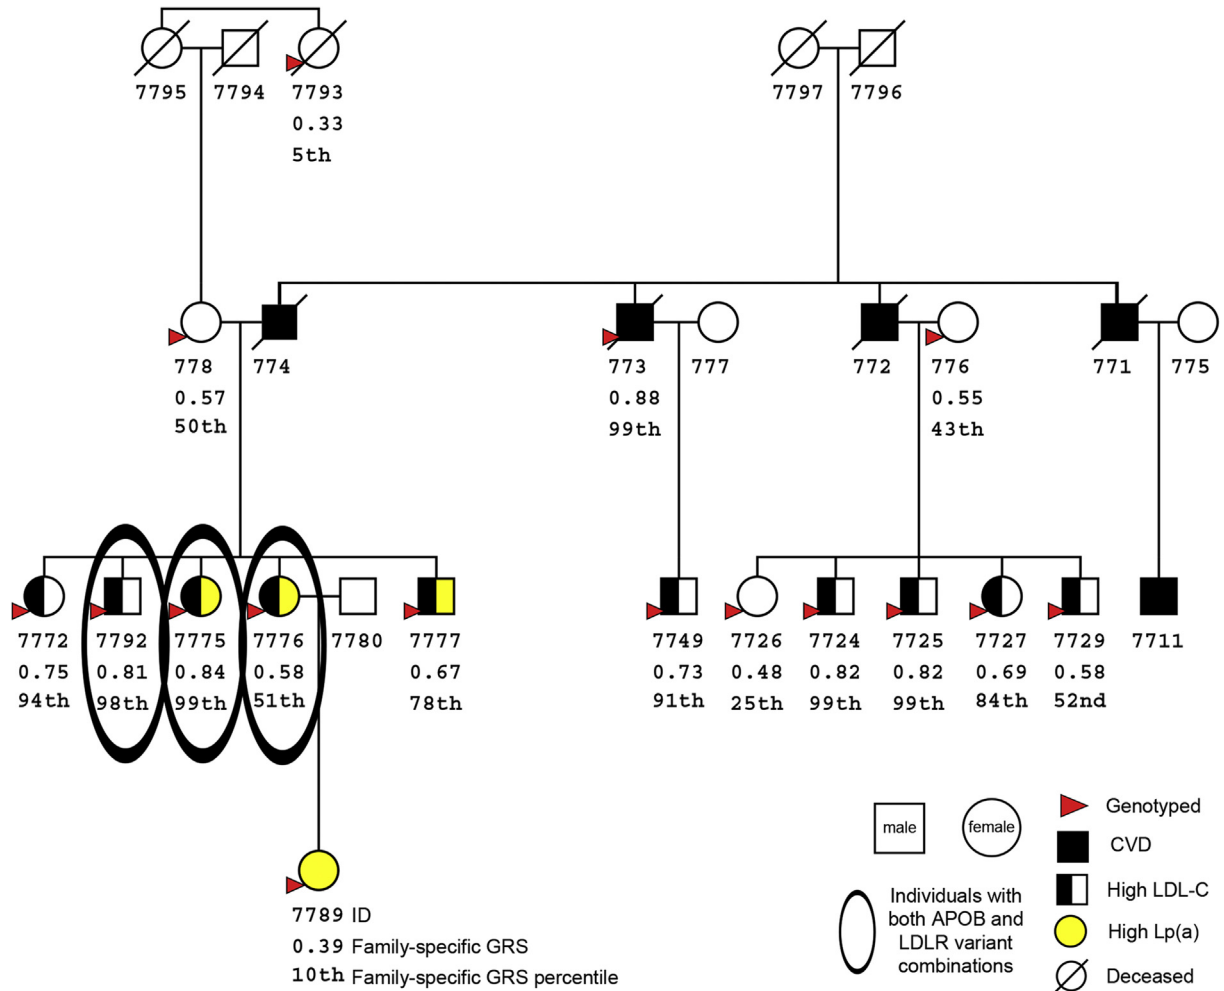 7795 7794 7793
0.33
5th
7797 7796
778 774 773 777 772 776 771 775
0.57 0.88 0.55
50th 99th 43th
7772 7792 7775 7776 7780 7777 7749 7726 7724 7725 7727 7729 7711
0.75 0.81 0.84 0.58 0.67 0.73 0.48 0.82 0.82 0.69 0.58
94th 98th 99th 51th 78th 91th 25th 99th 99th 84th 52nd
7789 ID
0.39 Family-specific GRS
10th Family-specific GRS percentile
male
female
Individuals with
both APOB and
LDLR variant
combinations
Genotyped
CVD
High LDL-C
High Lp(a)
Deceased